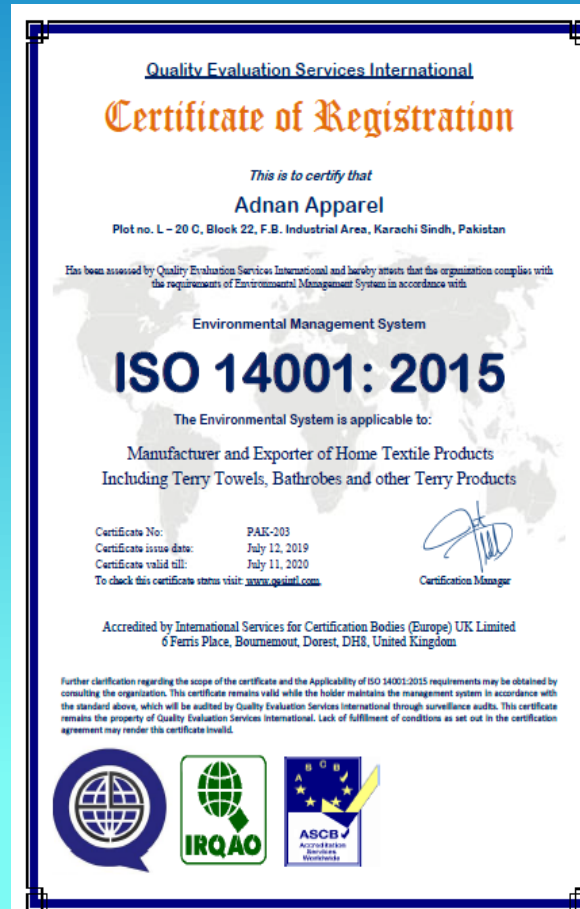 Quality Evaluation Services International
Certificate of Registration
This is to certify that
Adnan Apparel
Plot no. L – 20 C, Block 22, F.B. Industrial Area, Karachi Sindh, Pakistan
Has been assessed by Quality Evaluation Services International and hereby attests that the organization complies with
the requirements of Environmental Management System in accordance with
Environmental Management System
ISO 14001: 2015
The Environmental System is applicable to:
Manufacturer and Exporter of Home Textile Products
Including Terry Towels, Bathrobes and other Terry Products
Certificate No: PAK-203
Certificate issue date: July 12, 2019
Certificate valid till: July 11, 2020
To check this certificate status visit: www.qesintl.com
Certification Manager
Accredited by International Services for Certification Bodies (Europe) UK Limited
6 Ferris Place, Bournemout, Dorest, DH8, United Kingdom
Further clarification regarding the scope of the certificate and the Applicability of ISO 14001:2015 requirements may be obtained by
consulting the organization. This certificate remains valid while the holder maintains the management system in accordance with
the standard above, which will be audited by Quality Evaluation Services International through surveillance audits. This certificate
remains the property of Quality Evaluation Services International. Lack of fulfillment of conditions as set out in the certification
agreement may render this certificate invalid.
IRQAO
A B C B
ASCB
Accreditation
Services
Worldwide